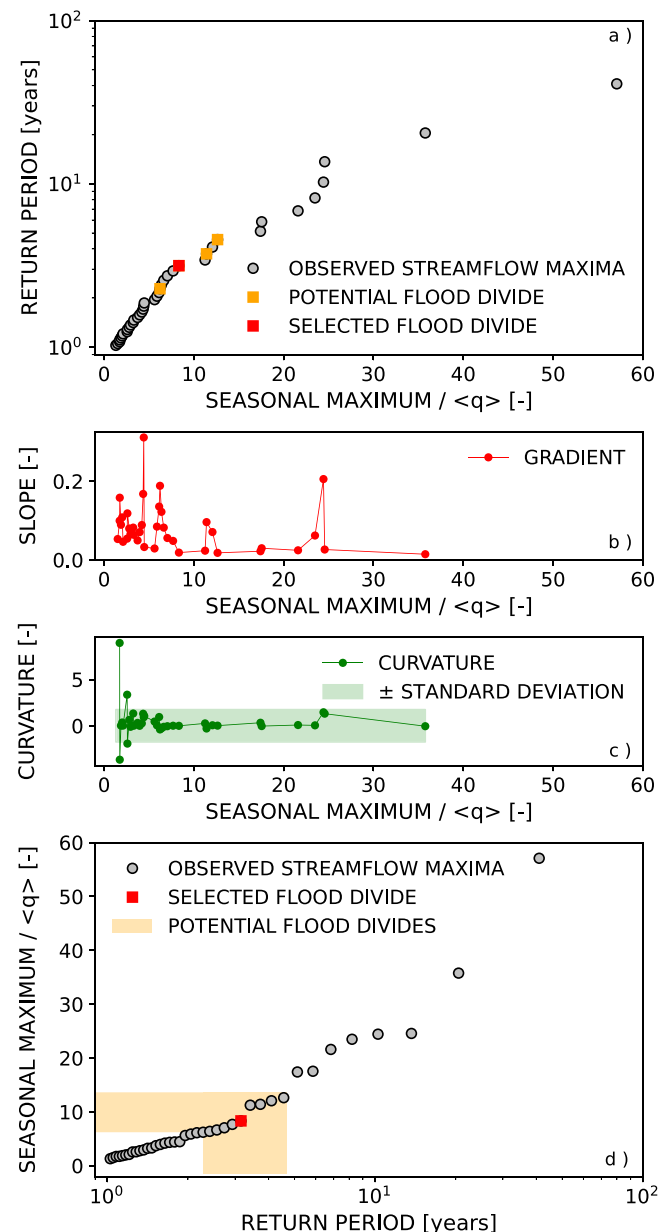 10²
a )
RETURN PERIOD [years]
10¹
OBSERVED STREAMFLOW MAXIMA
POTENTIAL FLOOD DIVIDE
SELECTED FLOOD DIVIDE
10⁰
0 10 20 30 40 50 60
SEASONAL MAXIMUM / <q> [-]
SLOPE [-]
0.2
0.0
GRADIENT
b )
0 10 20 30 40 50 60
SEASONAL MAXIMUM / <q> [-]
CURVATURE [-]
5
0
CURVATURE
± STANDARD DEVIATION
c )
0 10 20 30 40 50 60
SEASONAL MAXIMUM / <q> [-]
SEASONAL MAXIMUM / <q> [-]
60
50
40
30
20
10
0
OBSERVED STREAMFLOW MAXIMA
SELECTED FLOOD DIVIDE
POTENTIAL FLOOD DIVIDES
d )
10⁰ 10¹ 10²
RETURN PERIOD [years]